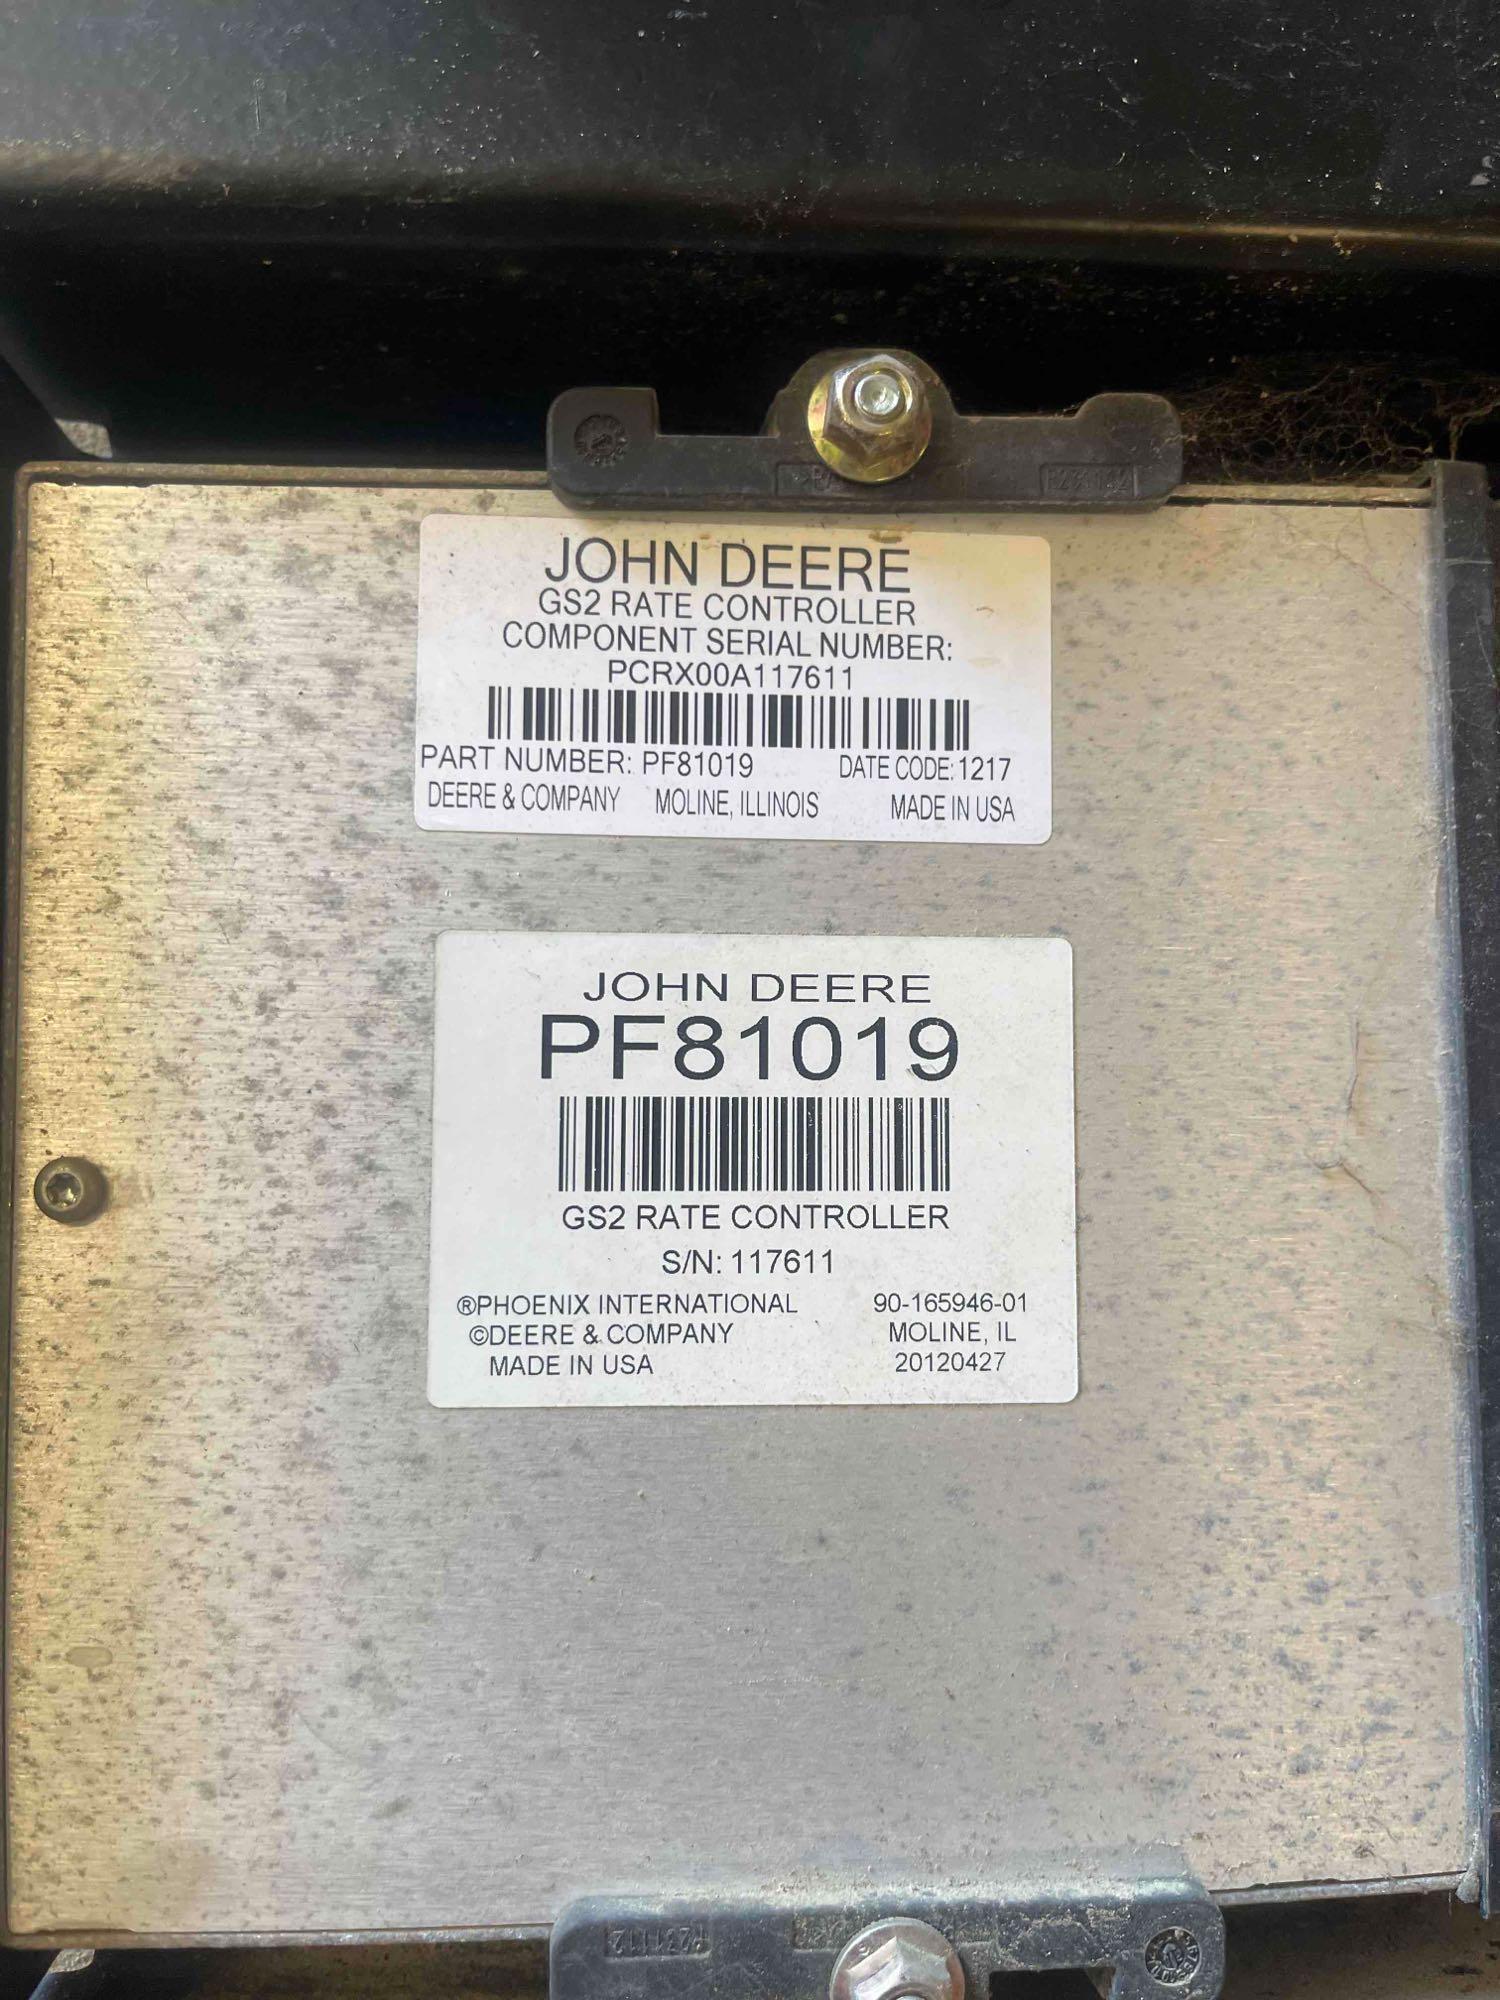 JOHN DEERE
GS2 RATE CONTROLLER
COMPONENT SERIAL NUMBER:
PCRX00A117611
PART NUMBER: PF81019 DATE CODE: 1217
DEERE & COMPANY MOLINE, ILLINOIS MADE IN USA
JOHN DEERE
PF81019
GS2 RATE CONTROLLER
S/N: 117611
®PHOENIX INTERNATIONAL 90-165946-01
©DEERE & COMPANY MOLINE, IL
MADE IN USA 20120427